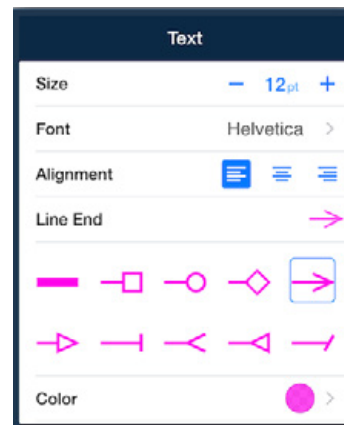 Text
Size 12pt
Font Helvetica
Alignment
Line End
Color